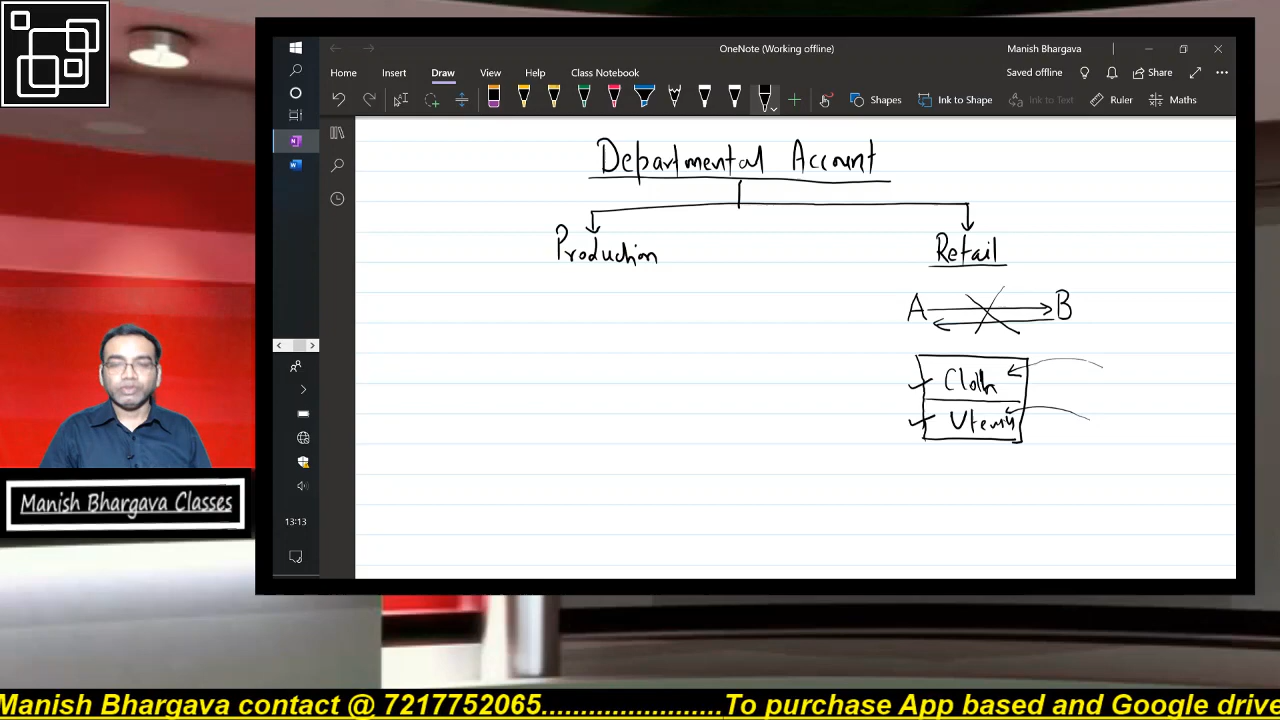 OneNote (Working offline)
Manish Bhargava
Home Insert Draw View Help Class Notebook
Saved offline
Share
Shapes
Ink to Shape
Ink to Text
Ruler
Maths
Departmental Account
Production
Retail
A
B
Cloth
13:13
Manish Bhargava Classes
Manish Bhargava contact @ 7217752065.......................To purchase App based and Google drive